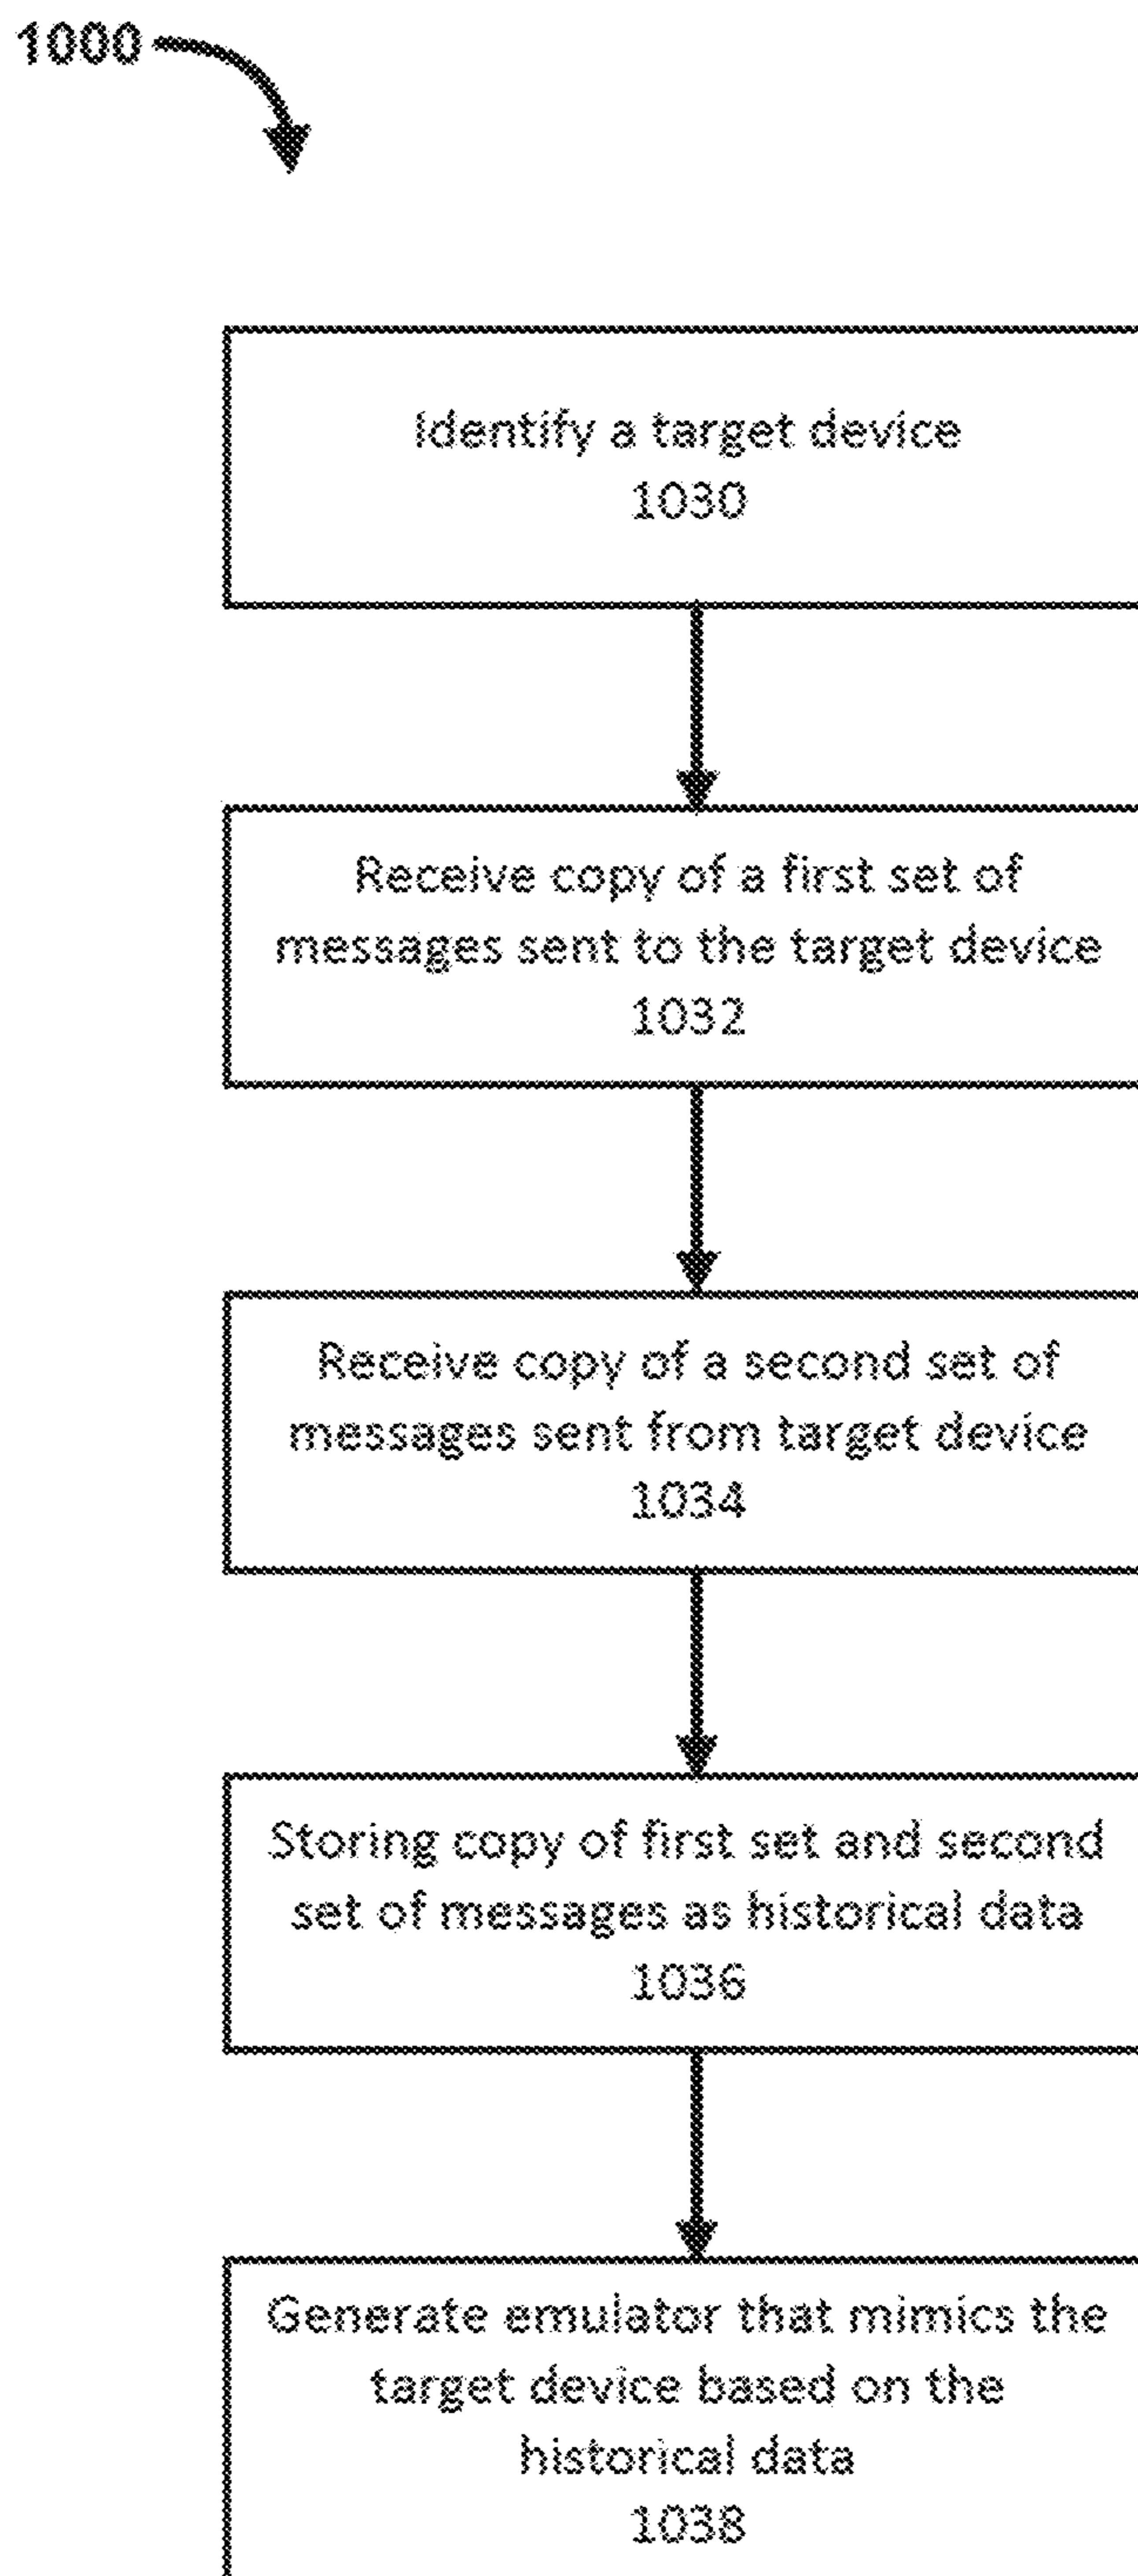 1000
Identify a target device
1030
Receive copy of a first set of
messages sent to the target device
1032
Receive copy of a second set of
messages sent from target device
1034
Storing copy of first set and second
set of messages as historical data
1036
Generate emulator that mimics the
target device based on the
historical data
1038